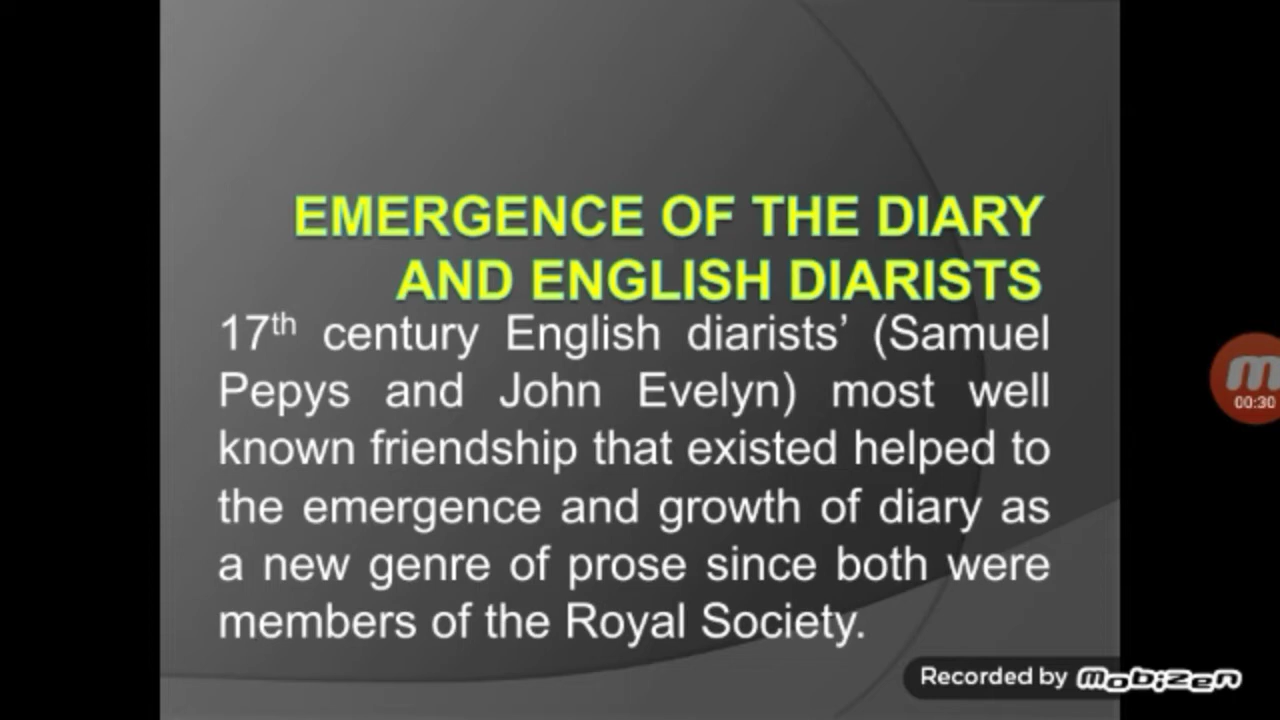 EMERGENCE OF THE DIARY
AND ENGLISH DIARISTS
17th century English diarists’ (Samuel
Pepys and John Evelyn) most well
known friendship that existed helped to
the emergence and growth of diary as
a new genre of prose since both were
members of the Royal Society.
00:30
Recorded by mobizen